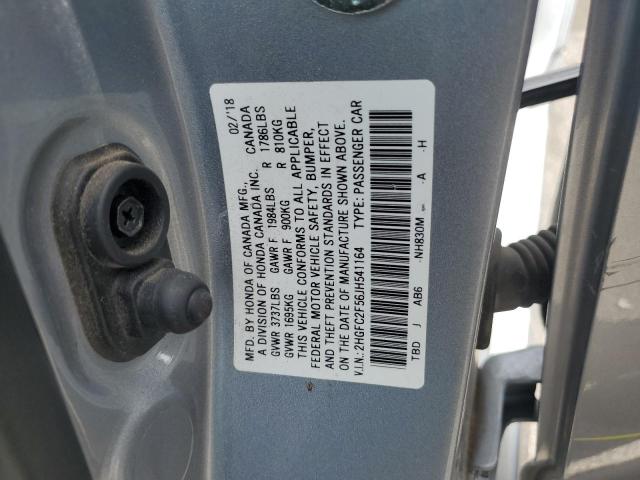 MFD. BY HONDA OF CANADA MFG., 02/'18
A DIVISION OF HONDA CANADA INC. CANADA
GVWR 3737LBS GAWR F 1984LBS R 1786LBS
GVWR 1695KG GAWR F 900KG R 810KG
THIS VEHICLE CONFORMS TO ALL APPLICABLE
FEDERAL MOTOR VEHICLE SAFETY, BUMPER,
AND THEFT PREVENTION STANDARDS IN EFFECT
ON THE DATE OF MANUFACTURE SHOWN ABOVE.
V.I.N.: 2HGFC2F56JH541164 TYPE: PASSENGER CAR
TBD J AB6 -NH830M - -A -H